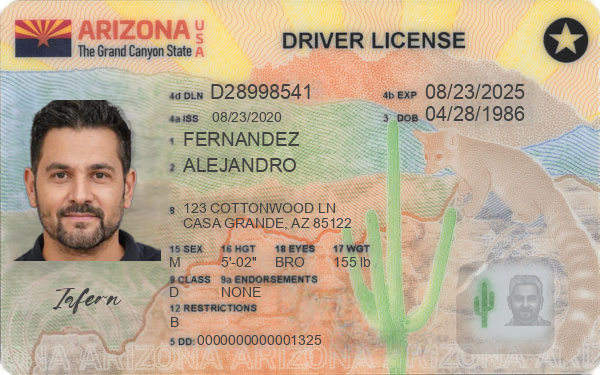 ARIZONA USA
The Grand Canyon State
DRIVER LICENSE
4d DLN D28998541
4b EXP 08/23/2025
4a ISS 08/23/2020
3 DOB 04/28/1986
1 FERNANDEZ
2 ALEJANDRO
8 123 COTTONWOOD LN
CASA GRANDE, AZ 85122
15 SEX 16 HGT 18 EYES 17 WGT
M 5'-02" BRO 155 lb
9 CLASS 9a ENDORSEMENTS
D NONE
12 RESTRICTIONS
B
5 DD: 0000000000001325
Iafern
ARIZONA ARIZONA ARIZONA ARIZONA